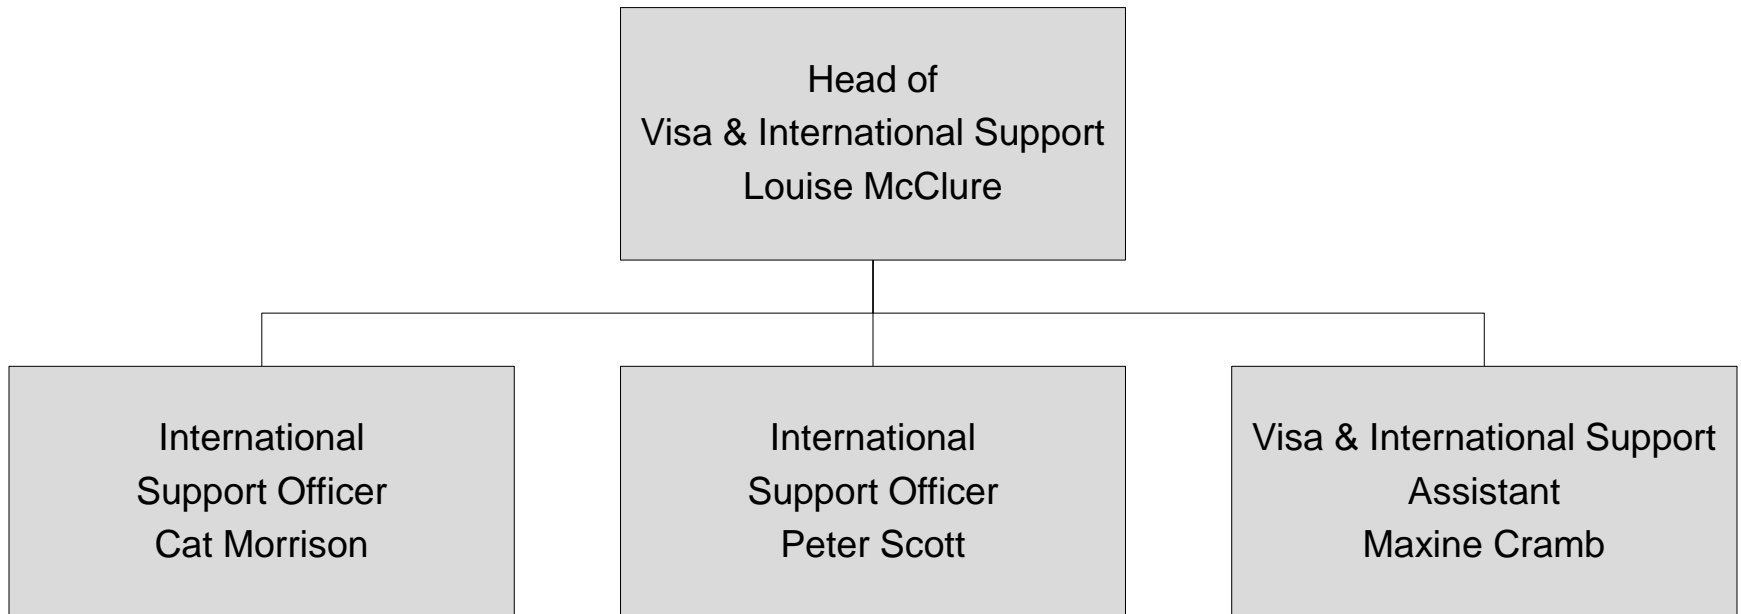 Head of
Visa & International Support
Louise McClure
International
Support Officer
Cat Morrison
International
Support Officer
Peter Scott
Visa & International Support
Assistant
Maxine Cramb